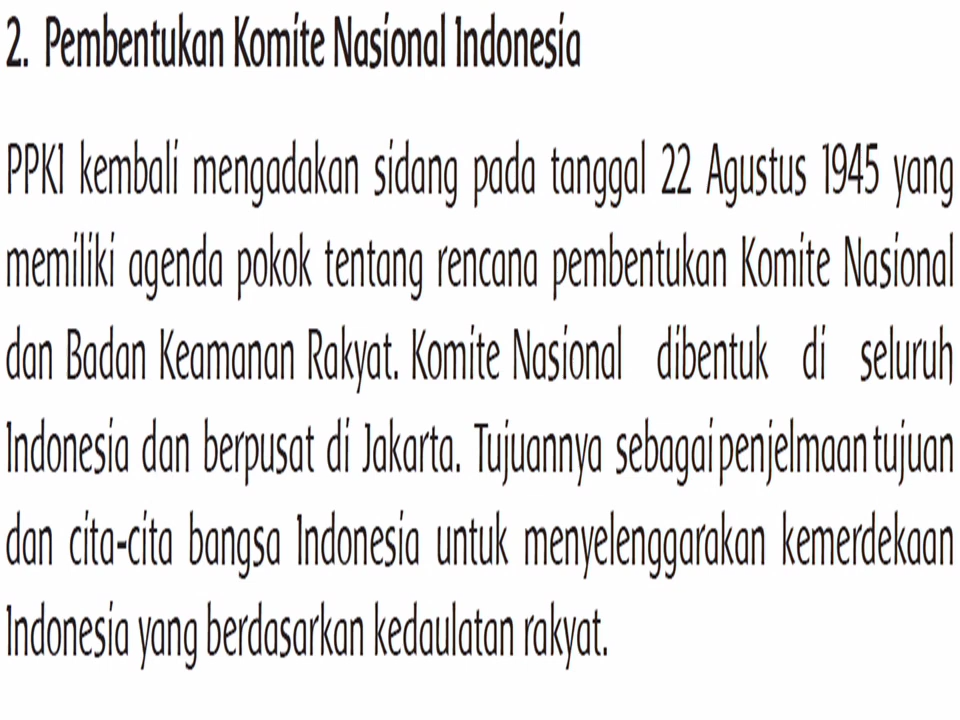 2. Pembentukan Komite Nasional Indonesia
PPKI kembali mengadakan sidang pada tanggal 22 Agustus 1945 yang
memiliki agenda pokok tentang rencana pembentukan Komite Nasional
dan Badan Keamanan Rakyat. Komite Nasional dibentuk di seluruh
Indonesia dan berpusat di Jakarta. Tujuannya sebagai penjelmaan tujuan
dan cita-cita bangsa Indonesia untuk menyelenggarakan kemerdekaan
Indonesia yang berdasarkan kedaulatan rakyat.